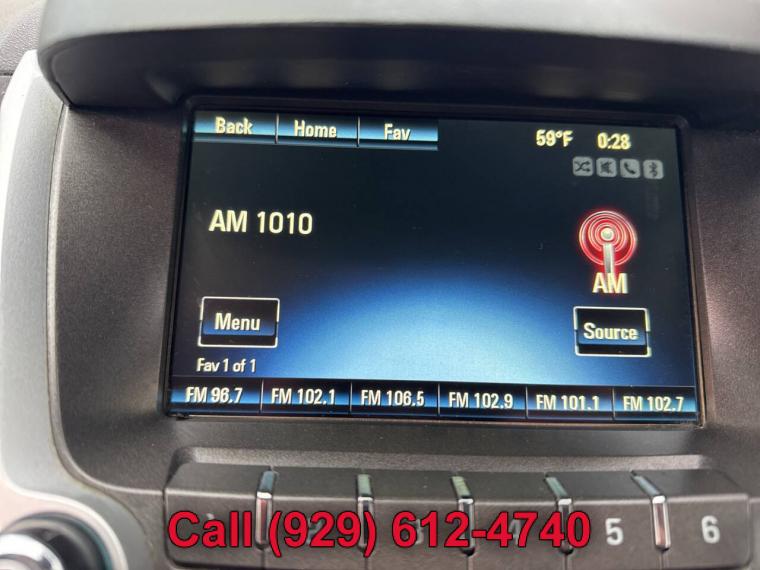 Back Home Fav 59°F 0:28
AM 1010
AM
Menu Source
Fav 1 of 1
FM 96.7 FM 102.1 FM 106.5 FM 102.9 FM 101.1 FM 102.7
5 6
Call (929) 612-4740